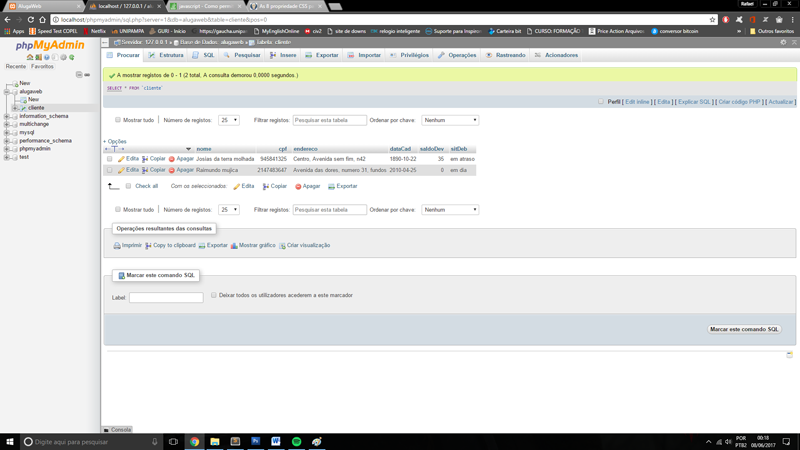 AlugaWeb
localhost / 127.0.0.1 / al
javascript - Como perm
As 6 propriedade CSS p
Rafael
localhost/phpmyadmin/sql.php?server=1&db=alugaweb&table=cliente&pos=0
Apps
Speed Test COPEL
Netflix
UNIPAMPA
GURI - Início
https://gaucha.unipa
MyEnglishOnline
civ2
site de downs
relogio inteligente
Suporte para Inspiron
Carteira bit
CURSO: FORMAÇÃO
Price Action Arquivos
conversor bitcoin
Outros favoritos
phpMyAdmin
Recente Favoritos
New
alugaweb
New
cliente
information_schema
multichange
mysql
performance_schema
phpmyadmin
test
Servidor: 127.0.0.1 » Base de Dados: alugaweb » Tabela: cliente
Procurar Estrutura SQL Pesquisar Insere Exportar Importar Privilégios Operações Rastreando Acionadores
A mostrar registos de 0 - 1 (2 total, A consulta demorou 0,0000 segundos.)
SELECT * FROM `cliente`
Perfil [ Edit inline ] [ Edita ] [ Explicar SQL ] [ Criar código PHP ] [ Actualizar ]
Mostrar tudo | Número de registos: 25 Filtrar registos: Pesquisar esta tabela Ordenar por chave: Nenhum
+ Opções
nome cpf endereco dataCad saldoDev sitDeb
Edita Copiar Apagar Josias da terra molhada 945841325 Centro, Avenida sem fim, n42 1890-10-22 35 em atraso
Edita Copiar Apagar Raimundo mujica 2147483647 Avenida das dores, numero 31, fundos 2010-04-25 0 em dia
Check all Com os seleccionados: Edita Copiar Apagar Exportar
Mostrar tudo | Número de registos: 25 Filtrar registos: Pesquisar esta tabela Ordenar por chave: Nenhum
Operações resultantes das consultas
Imprimir Copy to clipboard Exportar Mostrar gráfico Criar visualização
Marcar este comando SQL
Label: Deixar todos os utilizadores acederem a este marcador
Marcar este comando SQL
Console
Digite aqui para pesquisar
POR
PTB2
00:18
08/06/2017